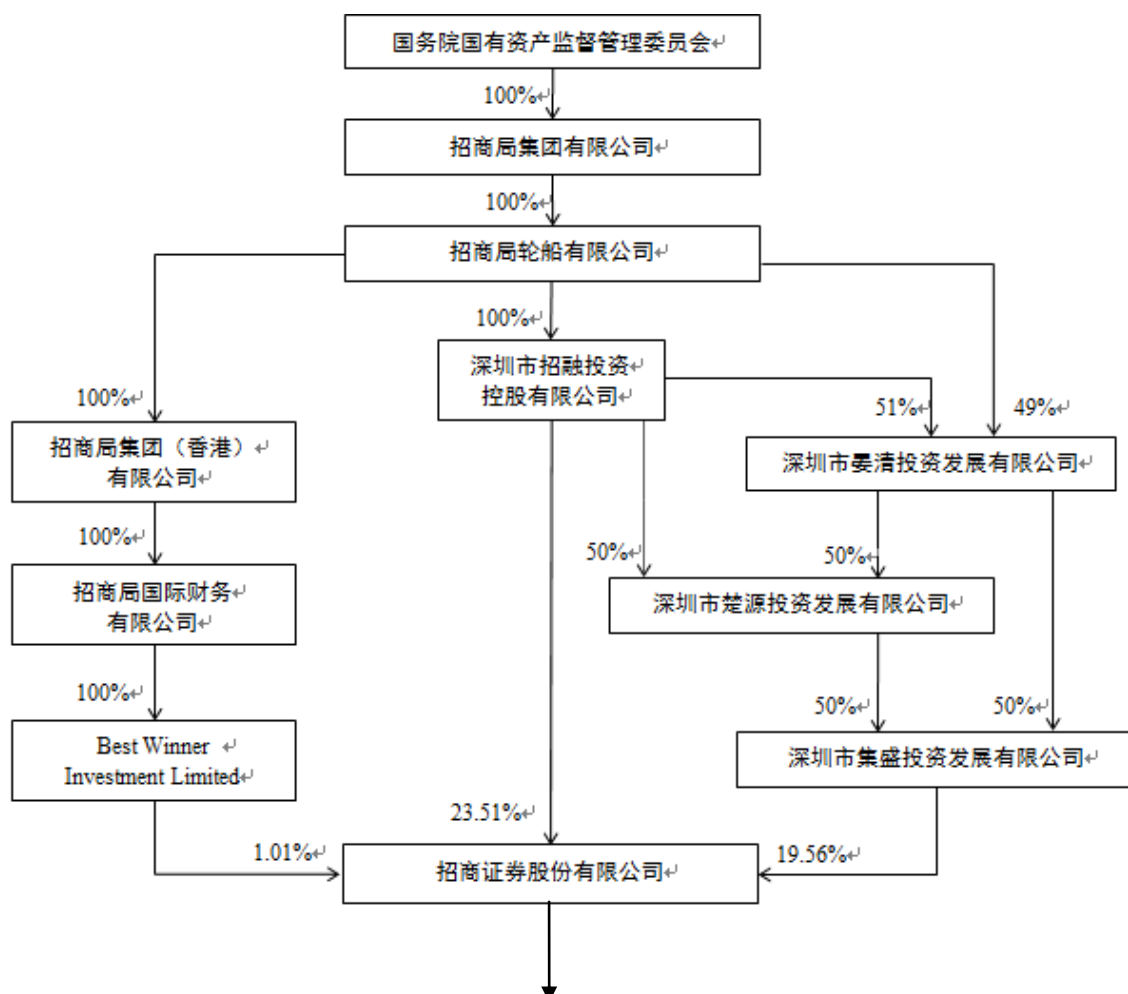 国务院国有资产监督管理委员会↵
100%↵
招商局集团有限公司↵
100%↵
招商局轮船有限公司↵
100%↵
100%↵
深圳市招融投资↵
控股有限公司↵
51%↵
49%↵
招商局集团（香港）↵
有限公司↵
深圳市晏清投资发展有限公司↵
100%↵
50%↵
50%↵
招商局国际财务↵
有限公司↵
深圳市楚源投资发展有限公司↵
100%↵
50%↵
50%↵
Best Winner ↵
Investment Limited↵
深圳市集盛投资发展有限公司↵
23.51%↵
1.01%↵
19.56%↵
招商证券股份有限公司↵